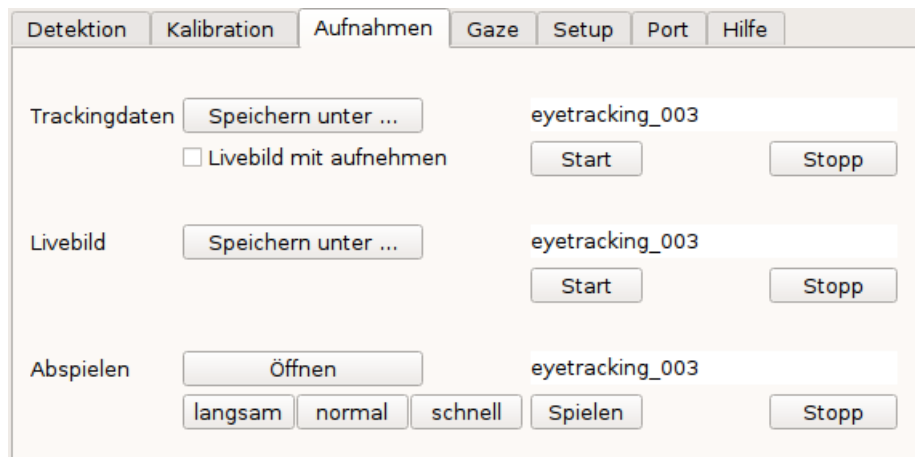 Detektion Kalibration Aufnahmen Gaze Setup Port Hilfe
Trackingdaten Speichern unter ... eyetracking_003
Livebild mit aufnehmen Start Stopp
Livebild Speichern unter ... eyetracking_003
Start Stopp
Abspielen Öffnen eyetracking_003
langsam normal schnell Spielen Stopp